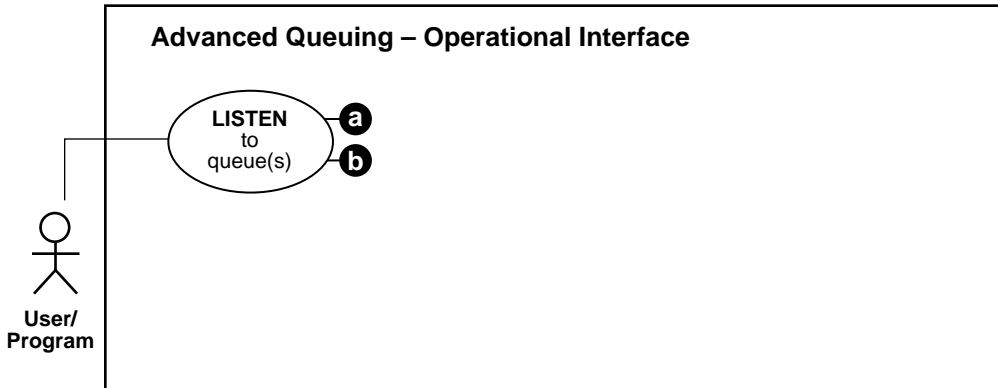 Advanced Queuing – Operational Interface
LISTEN
to
queue(s)
a
b
User/
Program